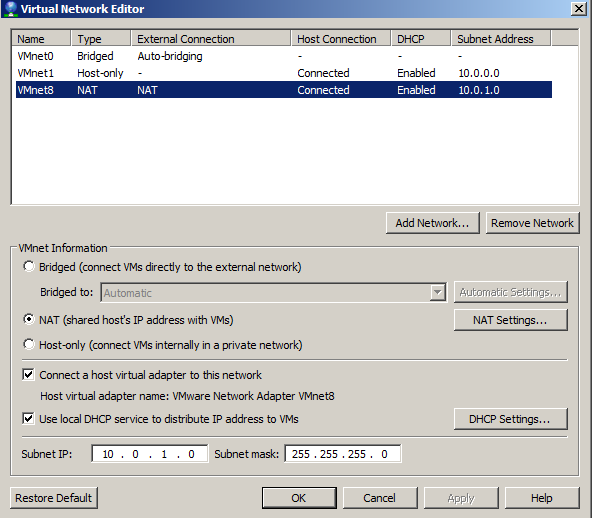 Virtual Network Editor
Name Type External Connection Host Connection DHCP Subnet Address
VMnet0 Bridged Auto-bridging - - -
VMnet1 Host-only - Connected Enabled 10.0.0.0
VMnet8 NAT NAT Connected Enabled 10.0.1.0
Add Network... Remove Network
VMnet Information
Bridged (connect VMs directly to the external network)
Bridged to: Automatic Automatic Settings...
NAT (shared host's IP address with VMs) NAT Settings...
Host-only (connect VMs internally in a private network)
Connect a host virtual adapter to this network
Host virtual adapter name: VMware Network Adapter VMnet8
Use local DHCP service to distribute IP address to VMs DHCP Settings...
Subnet IP: 10 . 0 . 1 . 0 Subnet mask: 255 . 255 . 255 . 0
Restore Default OK Cancel Apply Help